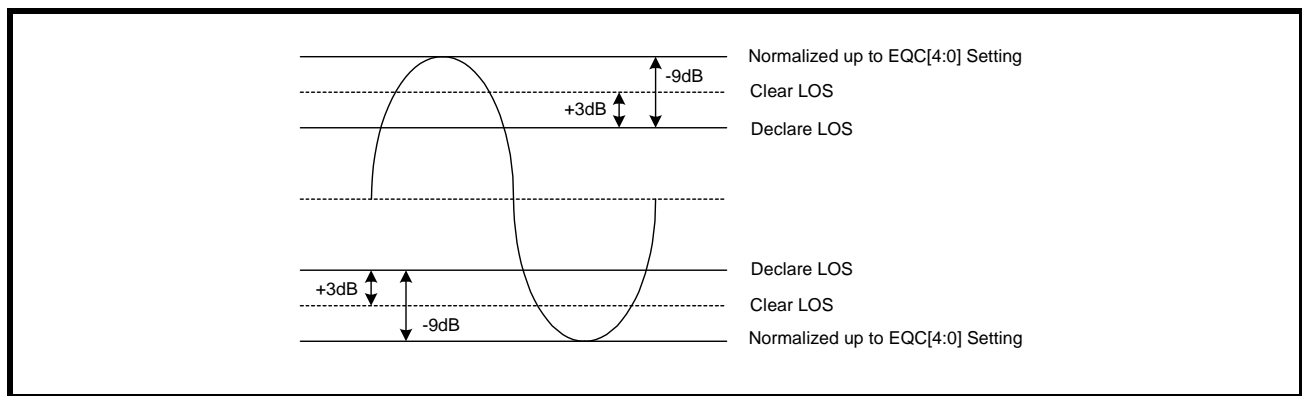 Normalized up to EQC[4:0] Setting
-9dB
Clear LOS
+3dB
Declare LOS
Declare LOS
+3dB
Clear LOS
-9dB
Normalized up to EQC[4:0] Setting